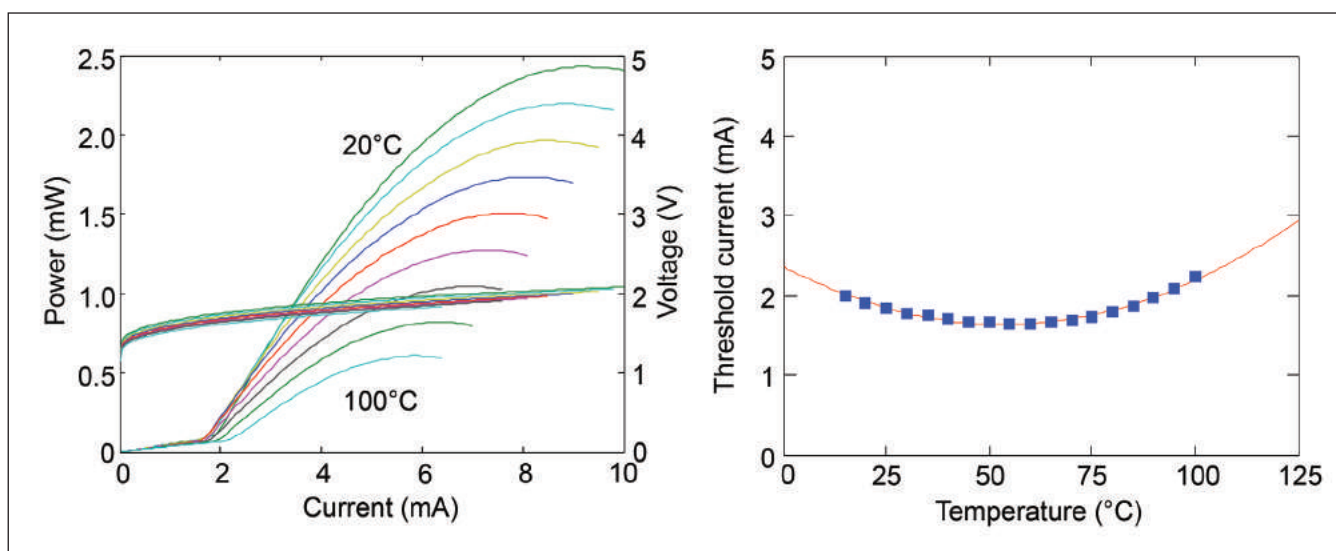 2.5
2.0
1.5
1.0
0.5
0
Power (mW)
20°C
100°C
5
4
3
2
1
0
Voltage (V)
0 2 4 6 8 10
Current (mA)
5
4
3
2
1
0
Threshold current (mA)
0 25 50 75 100 125
Temperature (°C)